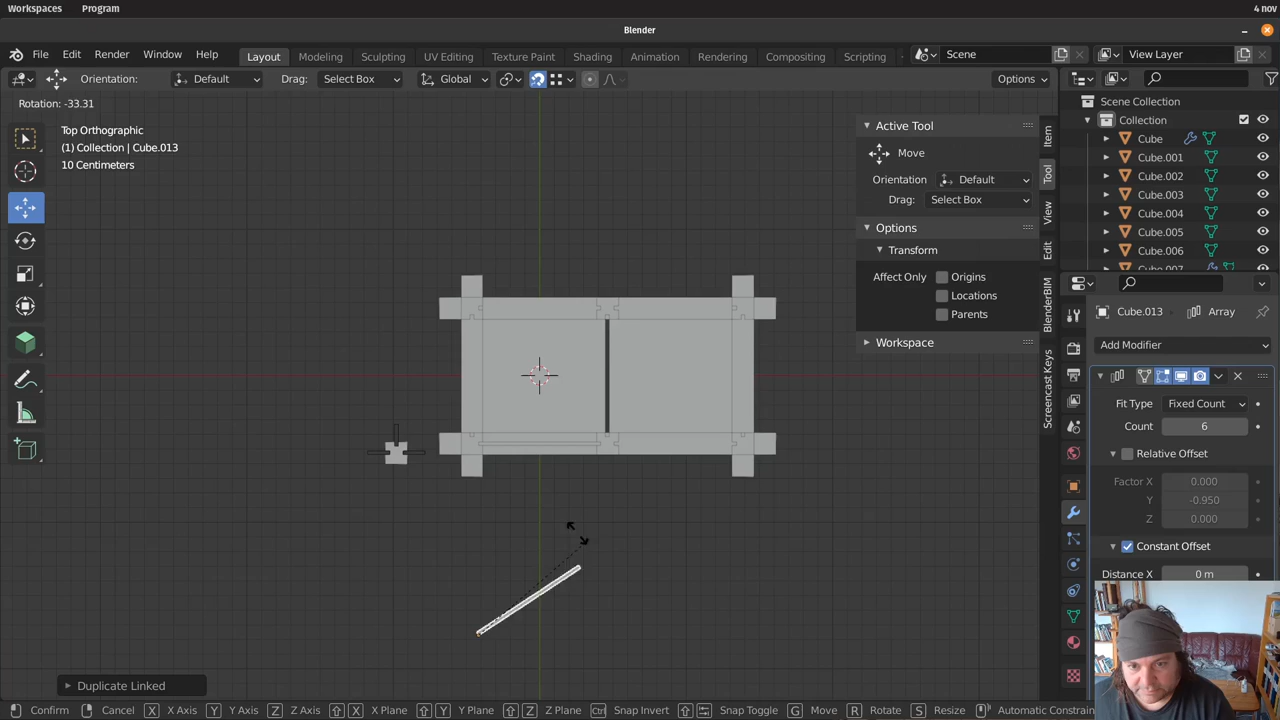 Workspaces Program 4 nov
Blender
File Edit Render Window Help Layout Modeling Sculpting UV Editing Texture Paint Shading Animation Rendering Compositing Scripting Scene View Layer
Orientation: Default Drag: Select Box Global Options
Rotation: -33.31
Top Orthographic
(1) Collection | Cube.013
10 Centimeters
Active Tool
Move
Orientation Default
Drag: Select Box
Options
Transform
Affect Only Origins
Locations
Parents
Workspace
Item
Tool
View
Edit
BlenderBIM
Screencast Keys
Scene Collection
Collection
Cube
Cube.001
Cube.002
Cube.003
Cube.004
Cube.005
Cube.006
Cube.007
Cube.013 Array
Add Modifier
Fit Type Fixed Count
Count 6
Relative Offset
Factor X 0.000
Y -0.950
Z 0.000
Constant Offset
Distance X 0 m
Duplicate Linked
Confirm Cancel X X Axis Y Y Axis Z Z Axis X X Plane Y Y Plane Z Z Plane Ctrl Snap Invert Snap Toggle G Move R Rotate S Resize Automatic Constrain